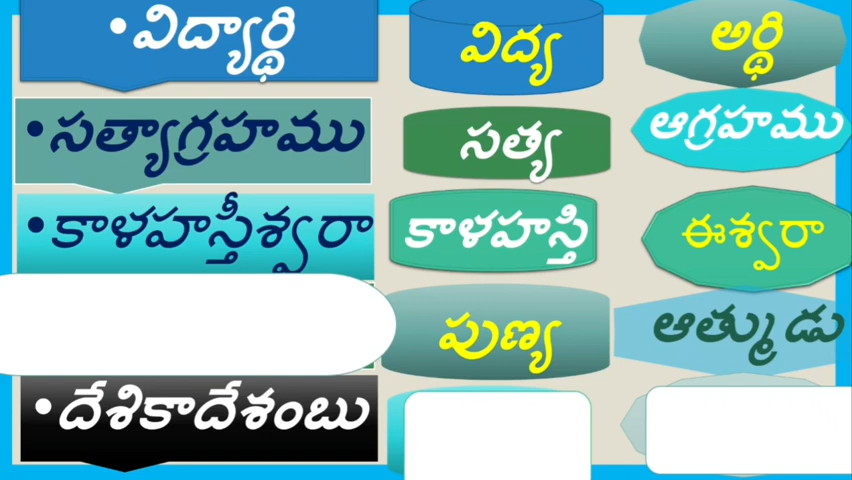 •విద్యార్థి విద్య అర్థి
•సత్యాగ్రహము సత్య ఆగ్రహము
•కాళహస్తీశ్వరా కాళహస్తి ఈశ్వరా
పుణ్య ఆత్ముడు
•దేశికాదేశంబు